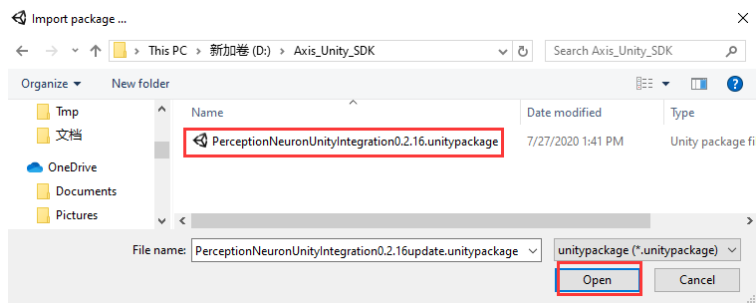 Import package ...
This PC > 新加卷 (D:) > Axis_Unity_SDK
Search Axis_Unity_SDK
Organize
New folder
Tmp
文档
OneDrive
Documents
Pictures
Name
Date modified
Type
PerceptionNeuronUnityIntegration0.2.16.unitypackage
7/27/2020 1:41 PM
Unity package fi
File name:
PerceptionNeuronUnityIntegration0.2.16update.unitypackage
unitypackage (*.unitypackage)
Open
Cancel